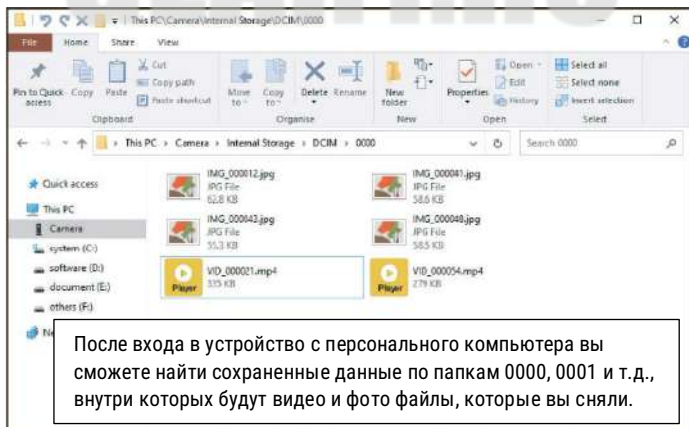 This PC\Camera\Internal Storage\DCIM\0000
File Home Share View
Pin to Quick access
Copy
Paste
Cut
Copy path
Paste shortcut
Move to
Copy to
Delete
Rename
New folder
Properties
Open
Edit
History
Select all
Select none
Invert selection
Clipboard Organise New Open Select
This PC > Camera > Internal Storage > DCIM > 0000
Search 0000
Quick access
This PC
Camera
system (C:)
software (D:)
document (E:)
others (F:)
Ne
IMG_000012.jpg
JPG File
62.8 KB
IMG_000041.jpg
JPG File
58.6 KB
IMG_000043.jpg
JPG File
55.3 KB
IMG_000048.jpg
JPG File
58.5 KB
Player
VID_000021.mp4
335 KB
Player
VID_000054.mp4
279 KB
После входа в устройство с персонального компьютера вы
сможете найти сохраненные данные по папкам 0000, 0001 и т.д.,
внутри которых будут видео и фото файлы, которые вы сняли.